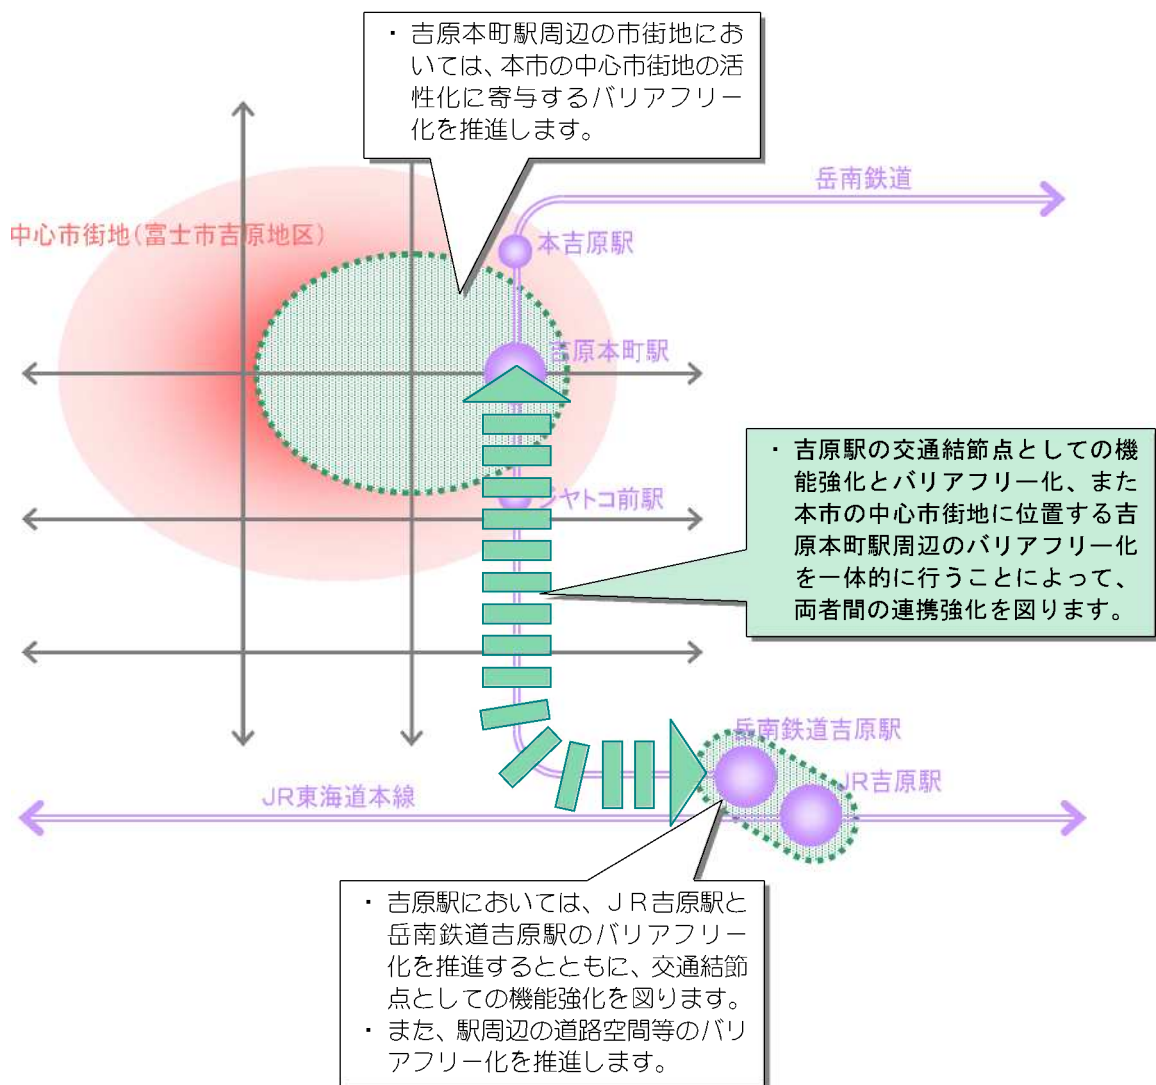 ・ 吉原本町駅周辺の市街地にお
いては、本市の中心市街地の活
性化に寄与するバリアフリー
化を推進します。
岳南鉄道
中心市街地(富士市吉原地区)
本吉原駅
吉原本町駅
ジヤトコ前駅
・ 吉原駅の交通結節点としての機
能強化とバリアフリー化、また
本市の中心市街地に位置する吉
原本町駅周辺のバリアフリー化
を一体的に行うことによって、
両者間の連携強化を図ります。
岳南鉄道吉原駅
JR吉原駅
JR東海道本線
・ 吉原駅においては、ＪＲ吉原駅と
岳南鉄道吉原駅のバリアフリー
化を推進するとともに、交通結節
点としての機能強化を図ります。
・ また、駅周辺の道路空間等のバリ
アフリー化を推進します。